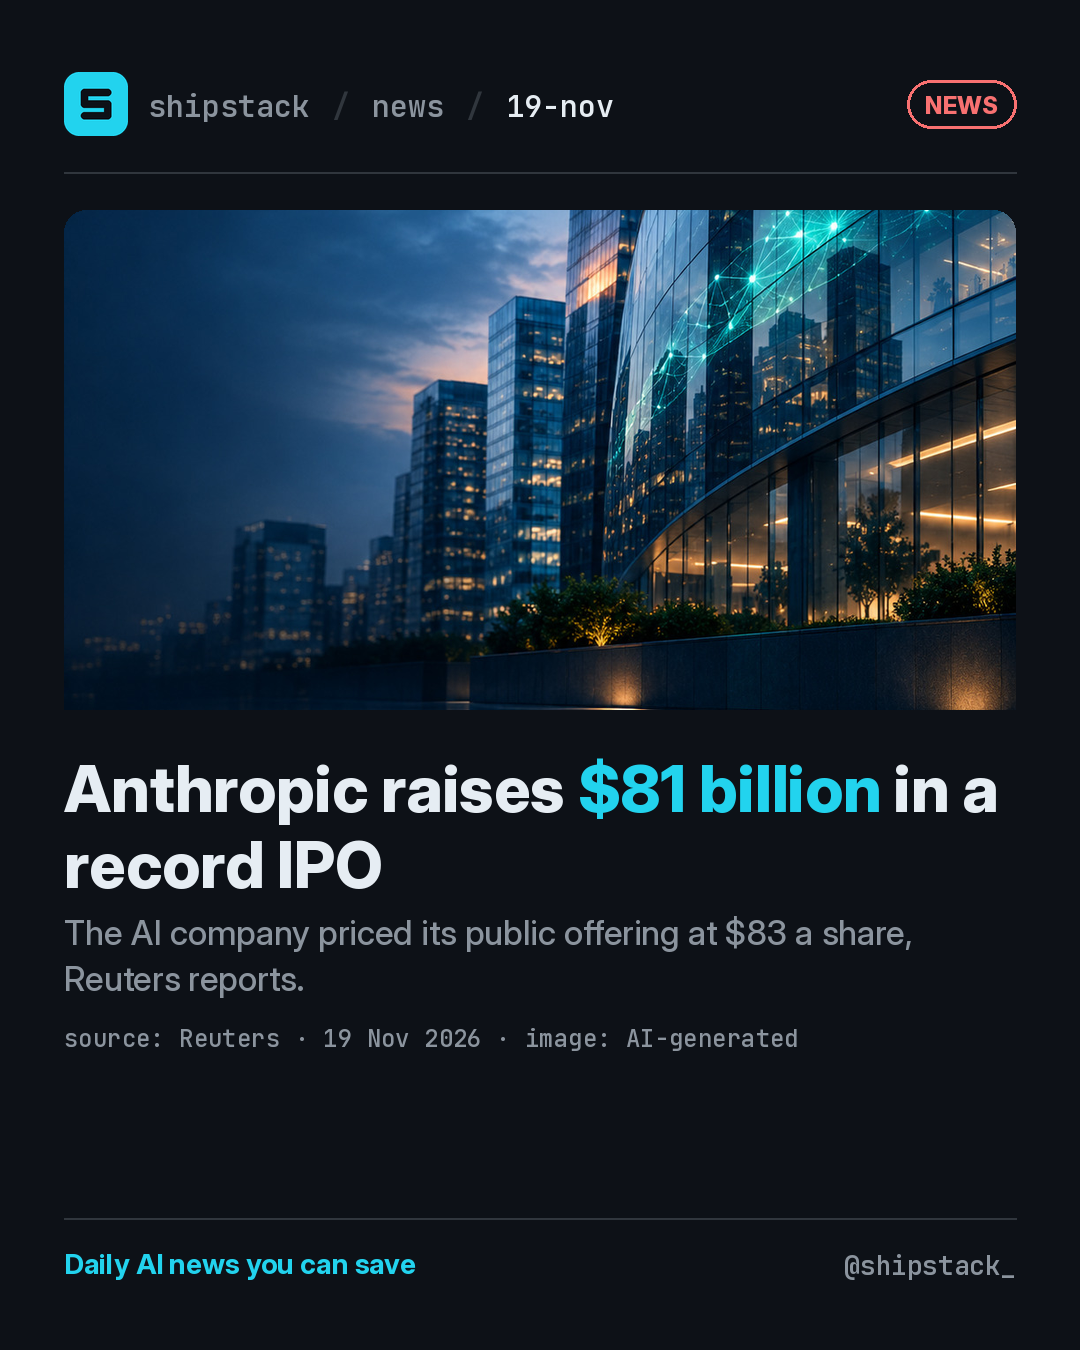 shipstack / news / 19-nov
NEWS
Anthropic raises $81 billion in a
record IPO
The AI company priced its public offering at $83 a share,
Reuters reports.
source: Reuters · 19 Nov 2026 · image: AI-generated
Daily AI news you can save
@shipstack_